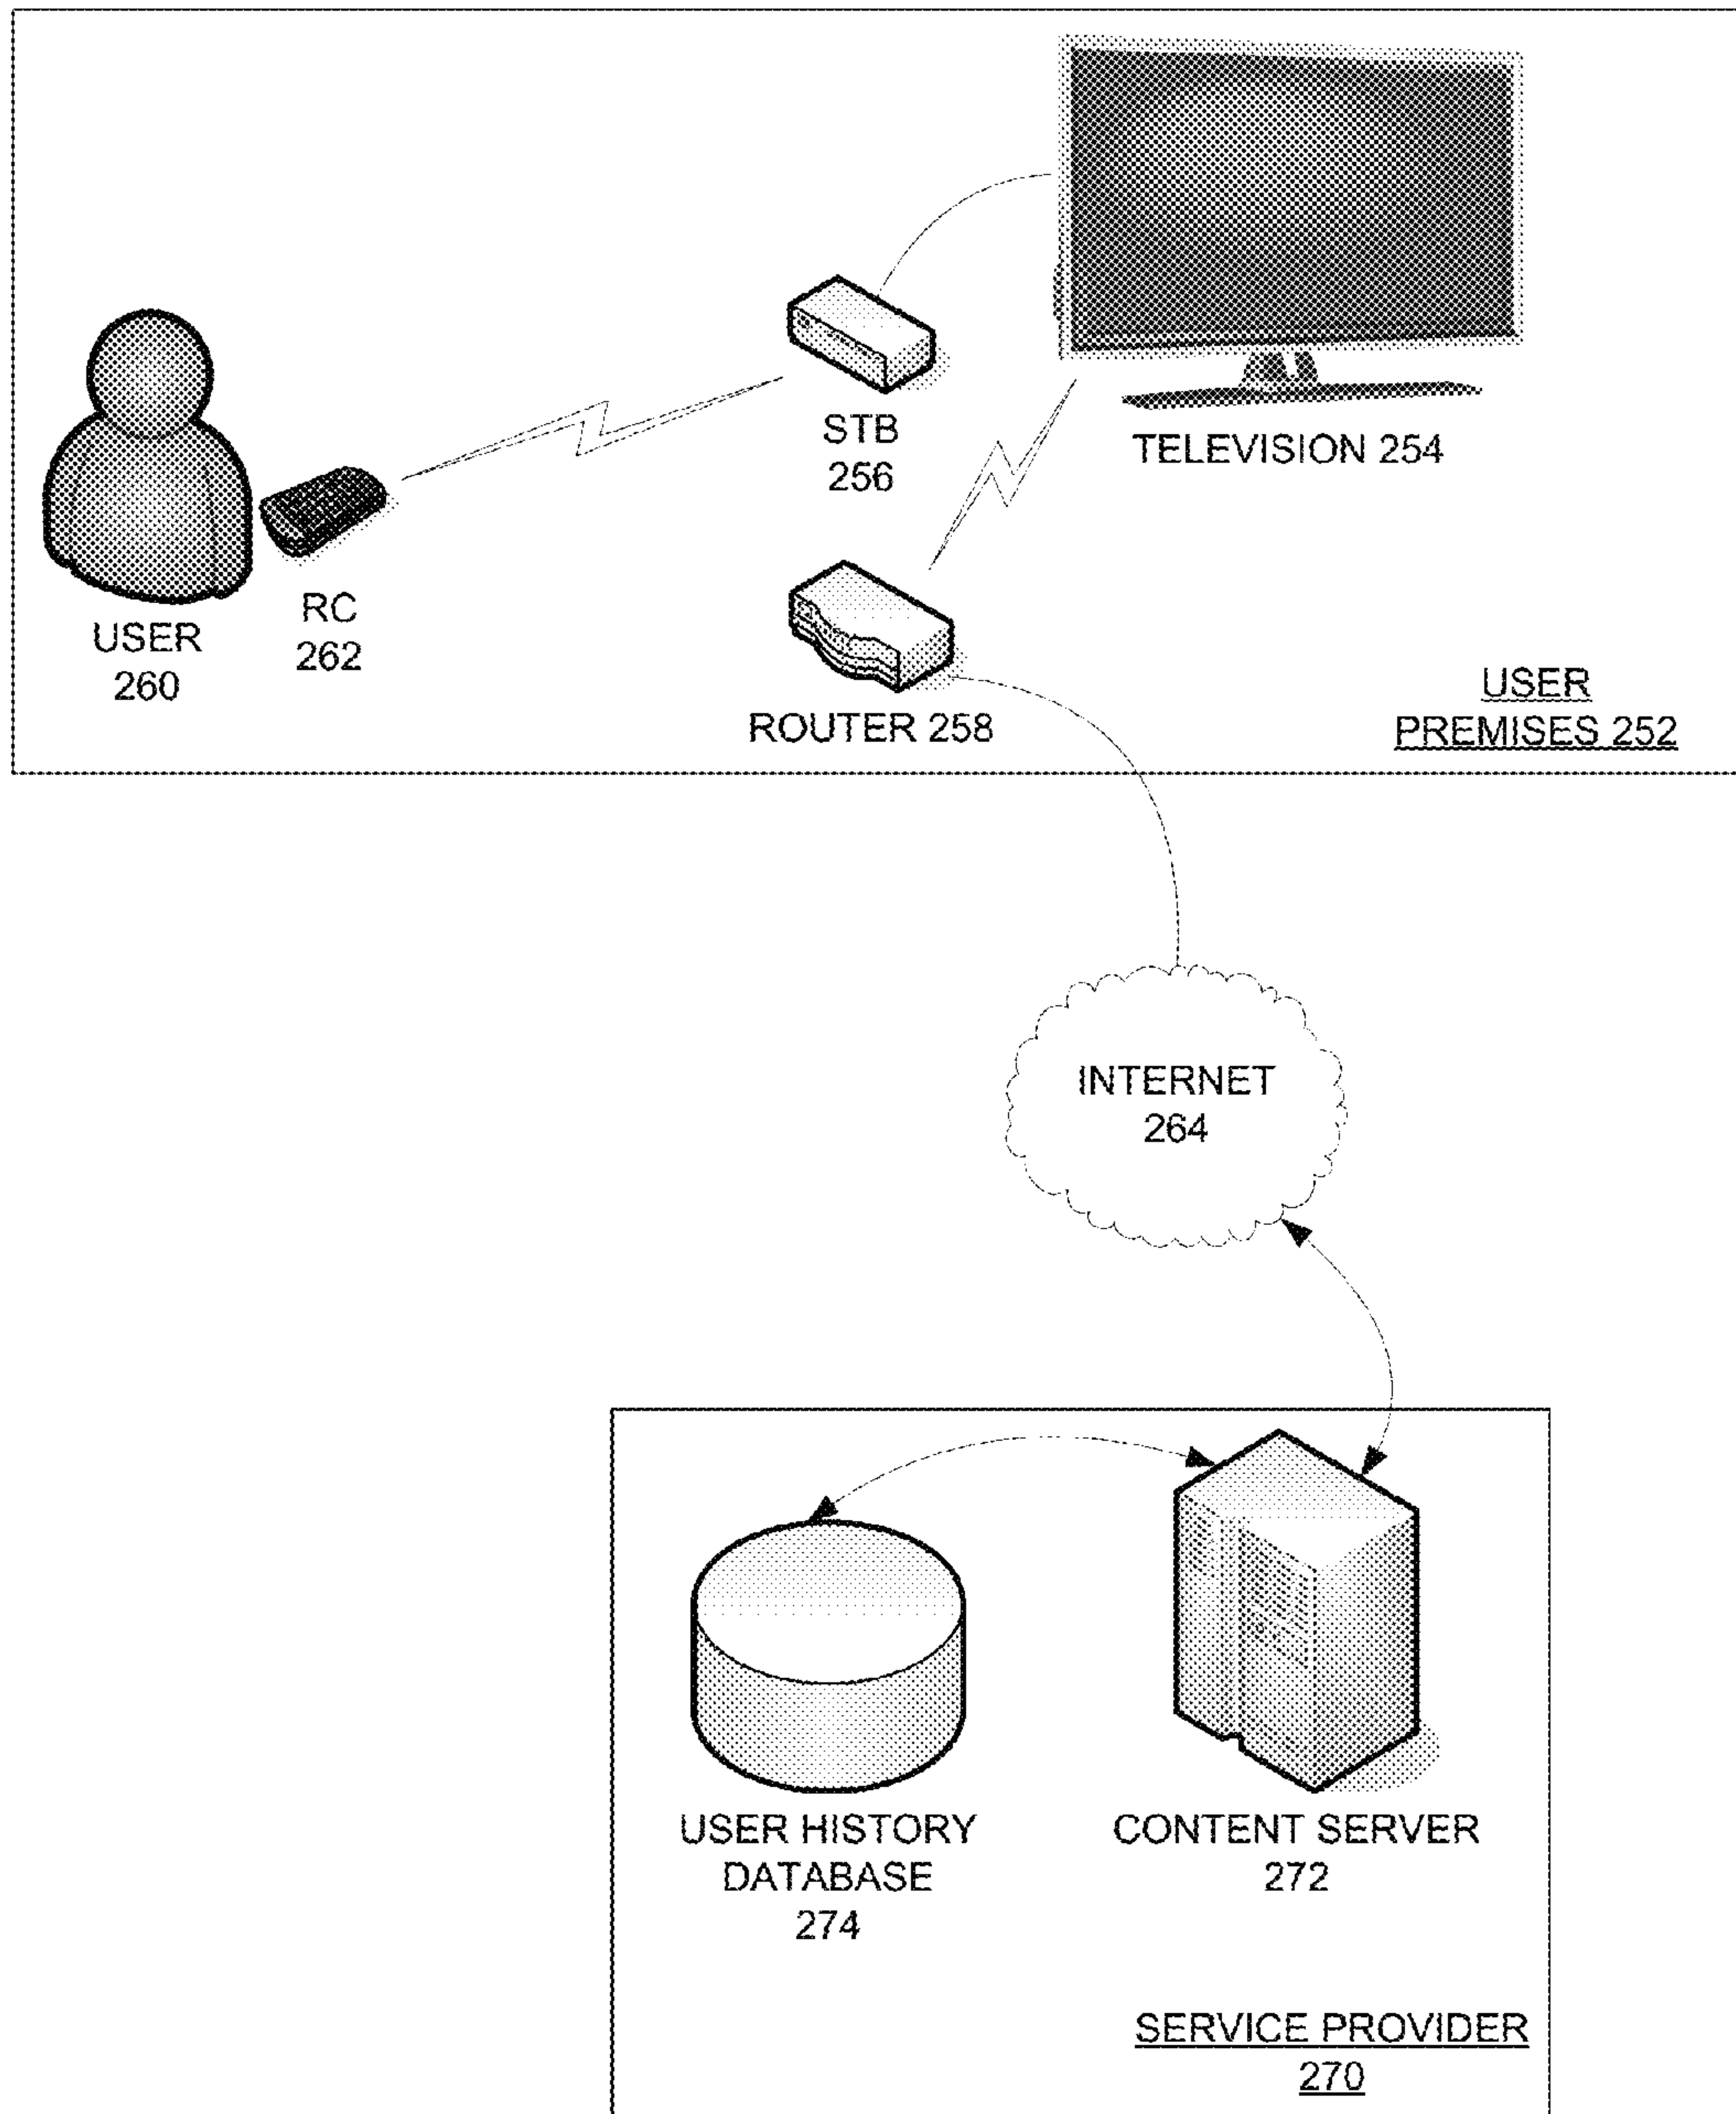 STB
256
TELEVISION 254
USER
260
RC
262
ROUTER 258
USER
PREMISES 252
INTERNET
264
USER HISTORY
DATABASE
274
CONTENT SERVER
272
SERVICE PROVIDER
270